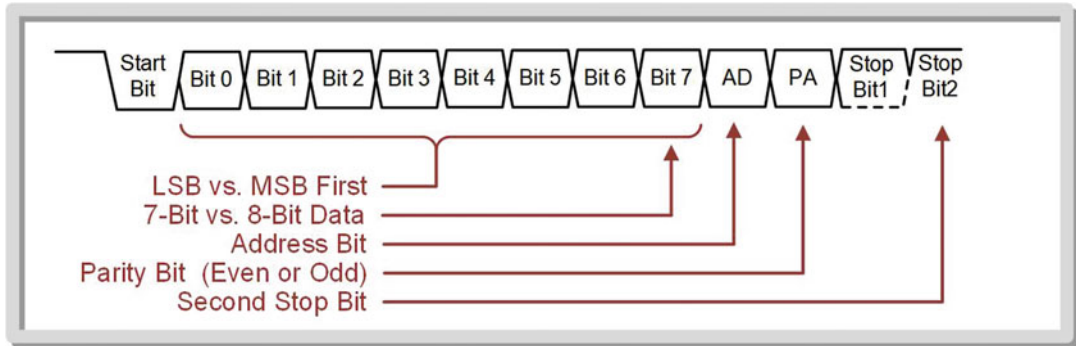 Start Bit
Bit 0
Bit 1
Bit 2
Bit 3
Bit 4
Bit 5
Bit 6
Bit 7
AD
PA
Stop Bit1
Stop Bit2
LSB vs. MSB First
7-Bit vs. 8-Bit Data
Address Bit
Parity Bit (Even or Odd)
Second Stop Bit